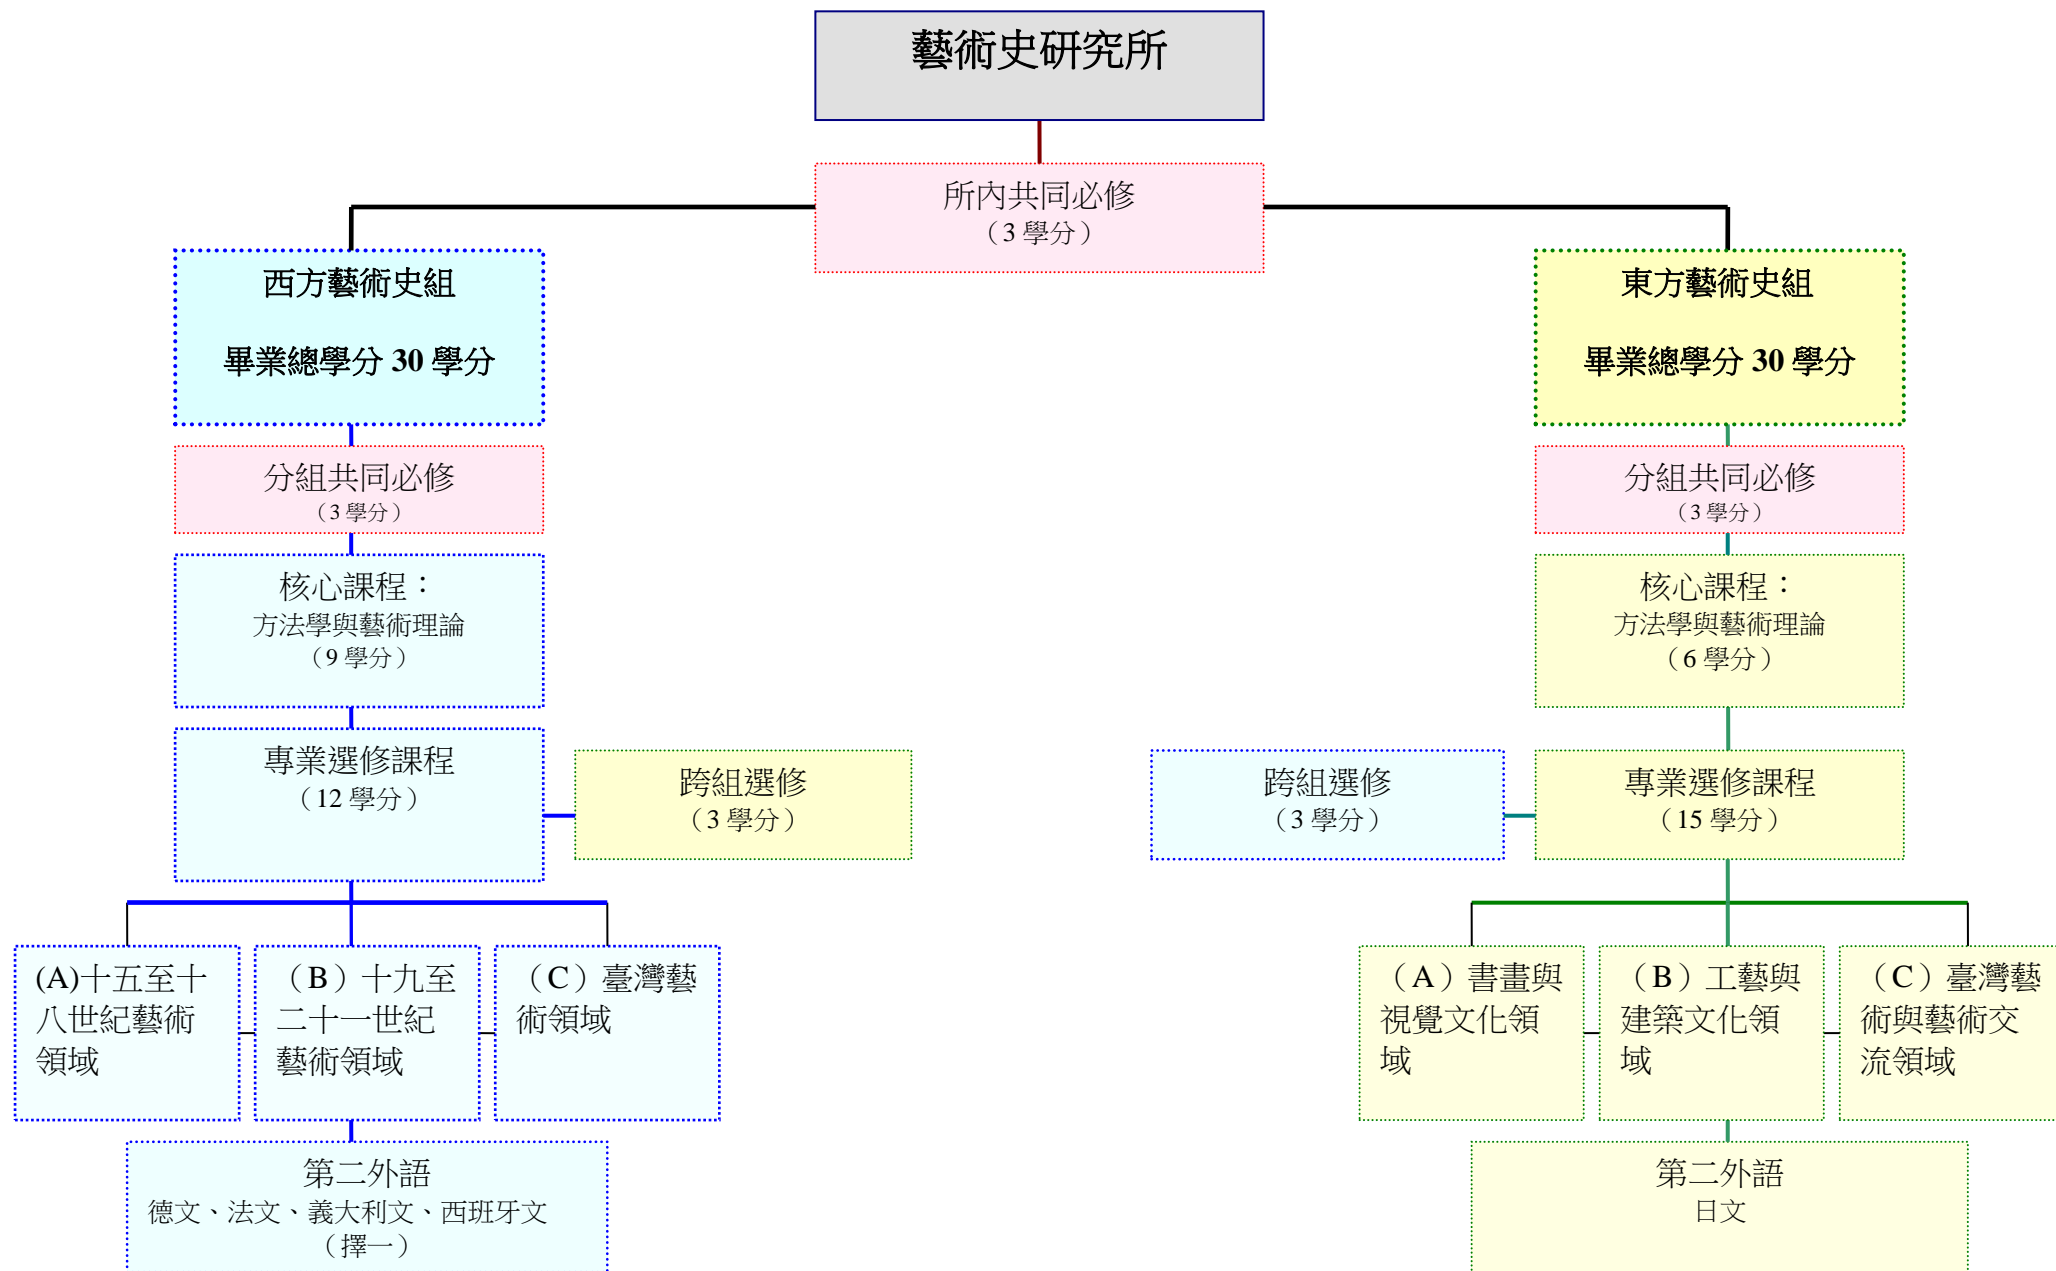 藝術史研究所
所內共同必修
（3 學分）
西方藝術史組
畢業總學分 30 學分
分組共同必修
（3 學分）
核心課程：
方法學與藝術理論
（9 學分）
專業選修課程
（12 學分）
跨組選修
（3 學分）
(A)十五至十
八世紀藝術
領域
（B）十九至
二十一世紀
藝術領域
（C）臺灣藝
術領域
第二外語
德文、法文、義大利文、西班牙文
（擇一）
東方藝術史組
畢業總學分 30 學分
分組共同必修
（3 學分）
核心課程：
方法學與藝術理論
（6 學分）
跨組選修
（3 學分）
專業選修課程
（15 學分）
（A）書畫與
視覺文化領
域
（B）工藝與
建築文化領
域
（C）臺灣藝
術與藝術交
流領域
第二外語
日文